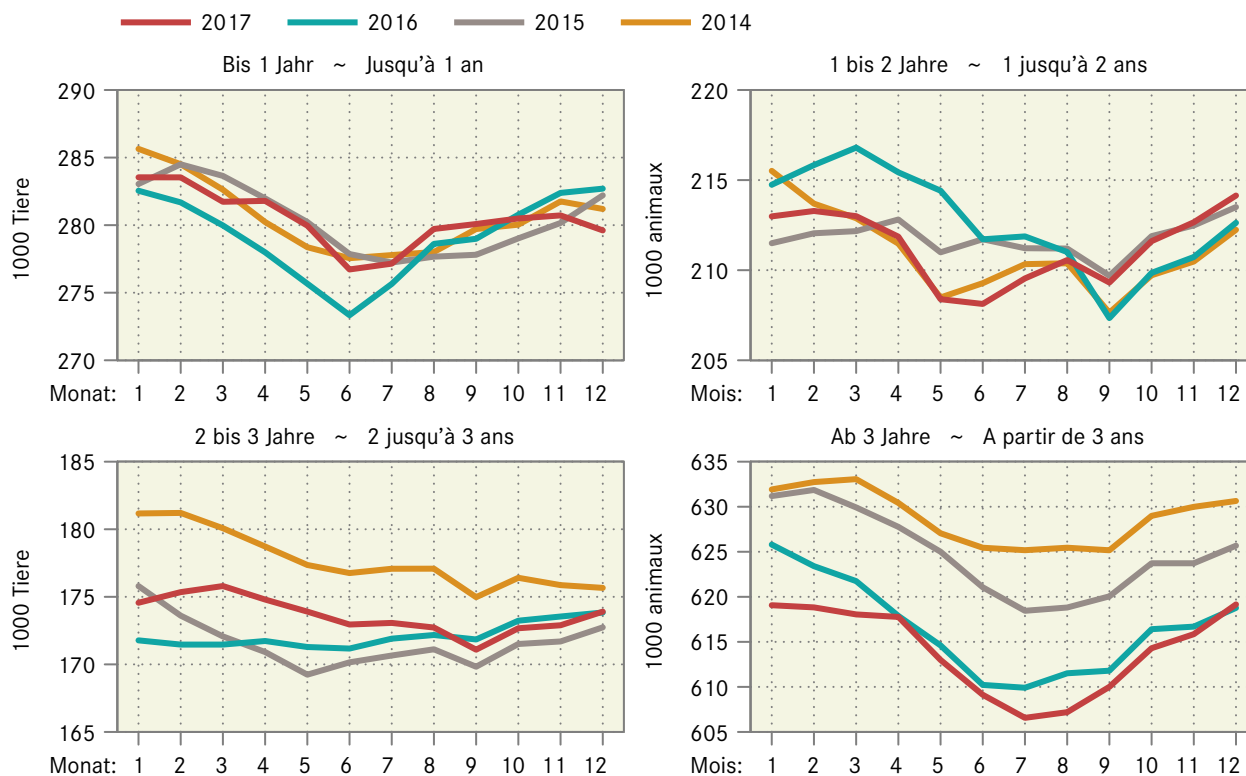 2017 2016 2015 2014
Bis 1 Jahr ~ Jusqu'à 1 an
290
285
280
275
270
1000 Tiere
Monat: 1 2 3 4 5 6 7 8 9 10 11 12
1 bis 2 Jahre ~ 1 jusqu'à 2 ans
220
215
210
205
1000 animaux
Mois: 1 2 3 4 5 6 7 8 9 10 11 12
2 bis 3 Jahre ~ 2 jusqu'à 3 ans
185
180
175
170
165
1000 Tiere
Monat: 1 2 3 4 5 6 7 8 9 10 11 12
Ab 3 Jahre ~ A partir de 3 ans
635
630
625
620
615
610
605
1000 animaux
Mois: 1 2 3 4 5 6 7 8 9 10 11 12